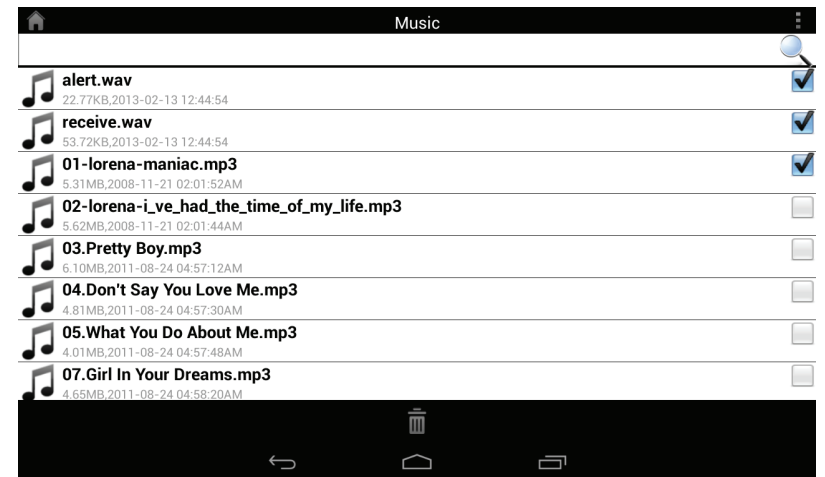 Music
alert.wav
22.77KB,2013-02-13 12:44:54
receive.wav
53.72KB,2013-02-13 12:44:54
01-lorena-maniac.mp3
5.31MB,2008-11-21 02:01:52AM
02-lorena-i_ve_had_the_time_of_my_life.mp3
5.62MB,2008-11-21 02:01:44AM
03.Pretty Boy.mp3
6.10MB,2011-08-24 04:57:12AM
04.Don't Say You Love Me.mp3
4.81MB,2011-08-24 04:57:30AM
05.What You Do About Me.mp3
4.01MB,2011-08-24 04:57:48AM
07.Girl In Your Dreams.mp3
4.65MB,2011-08-24 04:58:20AM